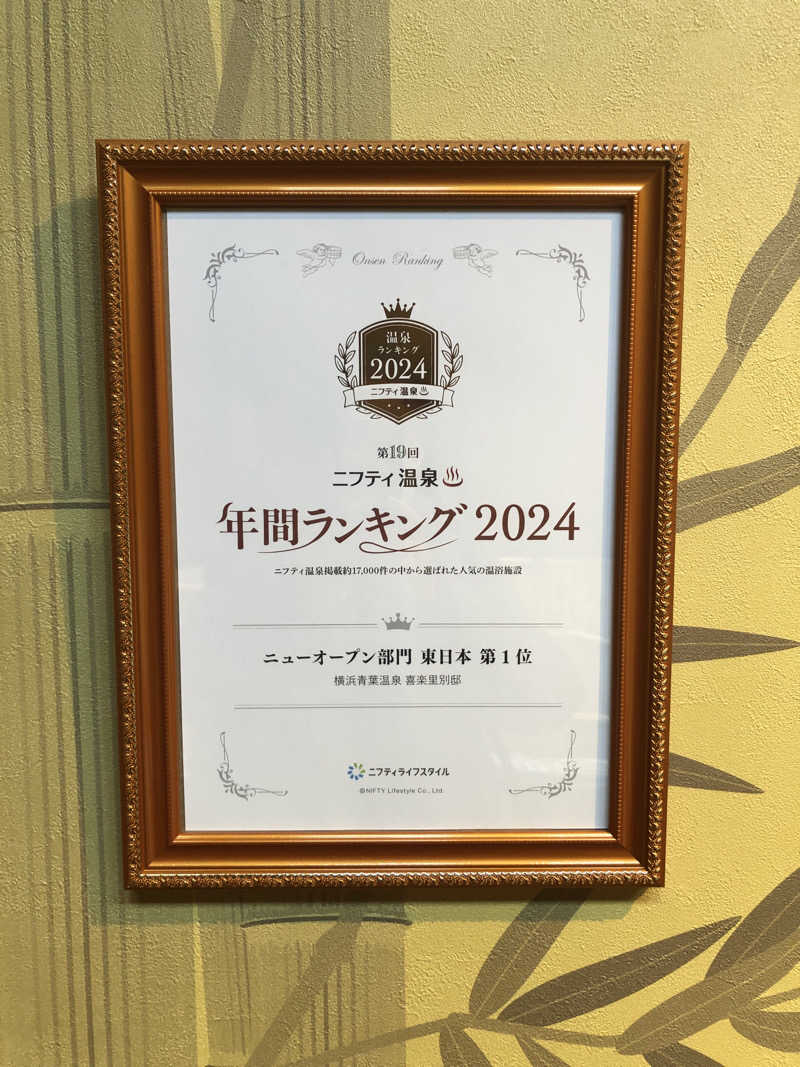 Onsen Ranking
温泉
ランキング
2024
ニフティ温泉
第19回
ニフティ温泉
年間ランキング 2024
ニフティ温泉掲載約17,000件の中から選ばれた人気の温浴施設
ニューオープン部門 東日本 第1位
横浜青葉温泉 喜楽里別邸
ニフティライフスタイル
©NIFTY Lifestyle Co., Ltd.